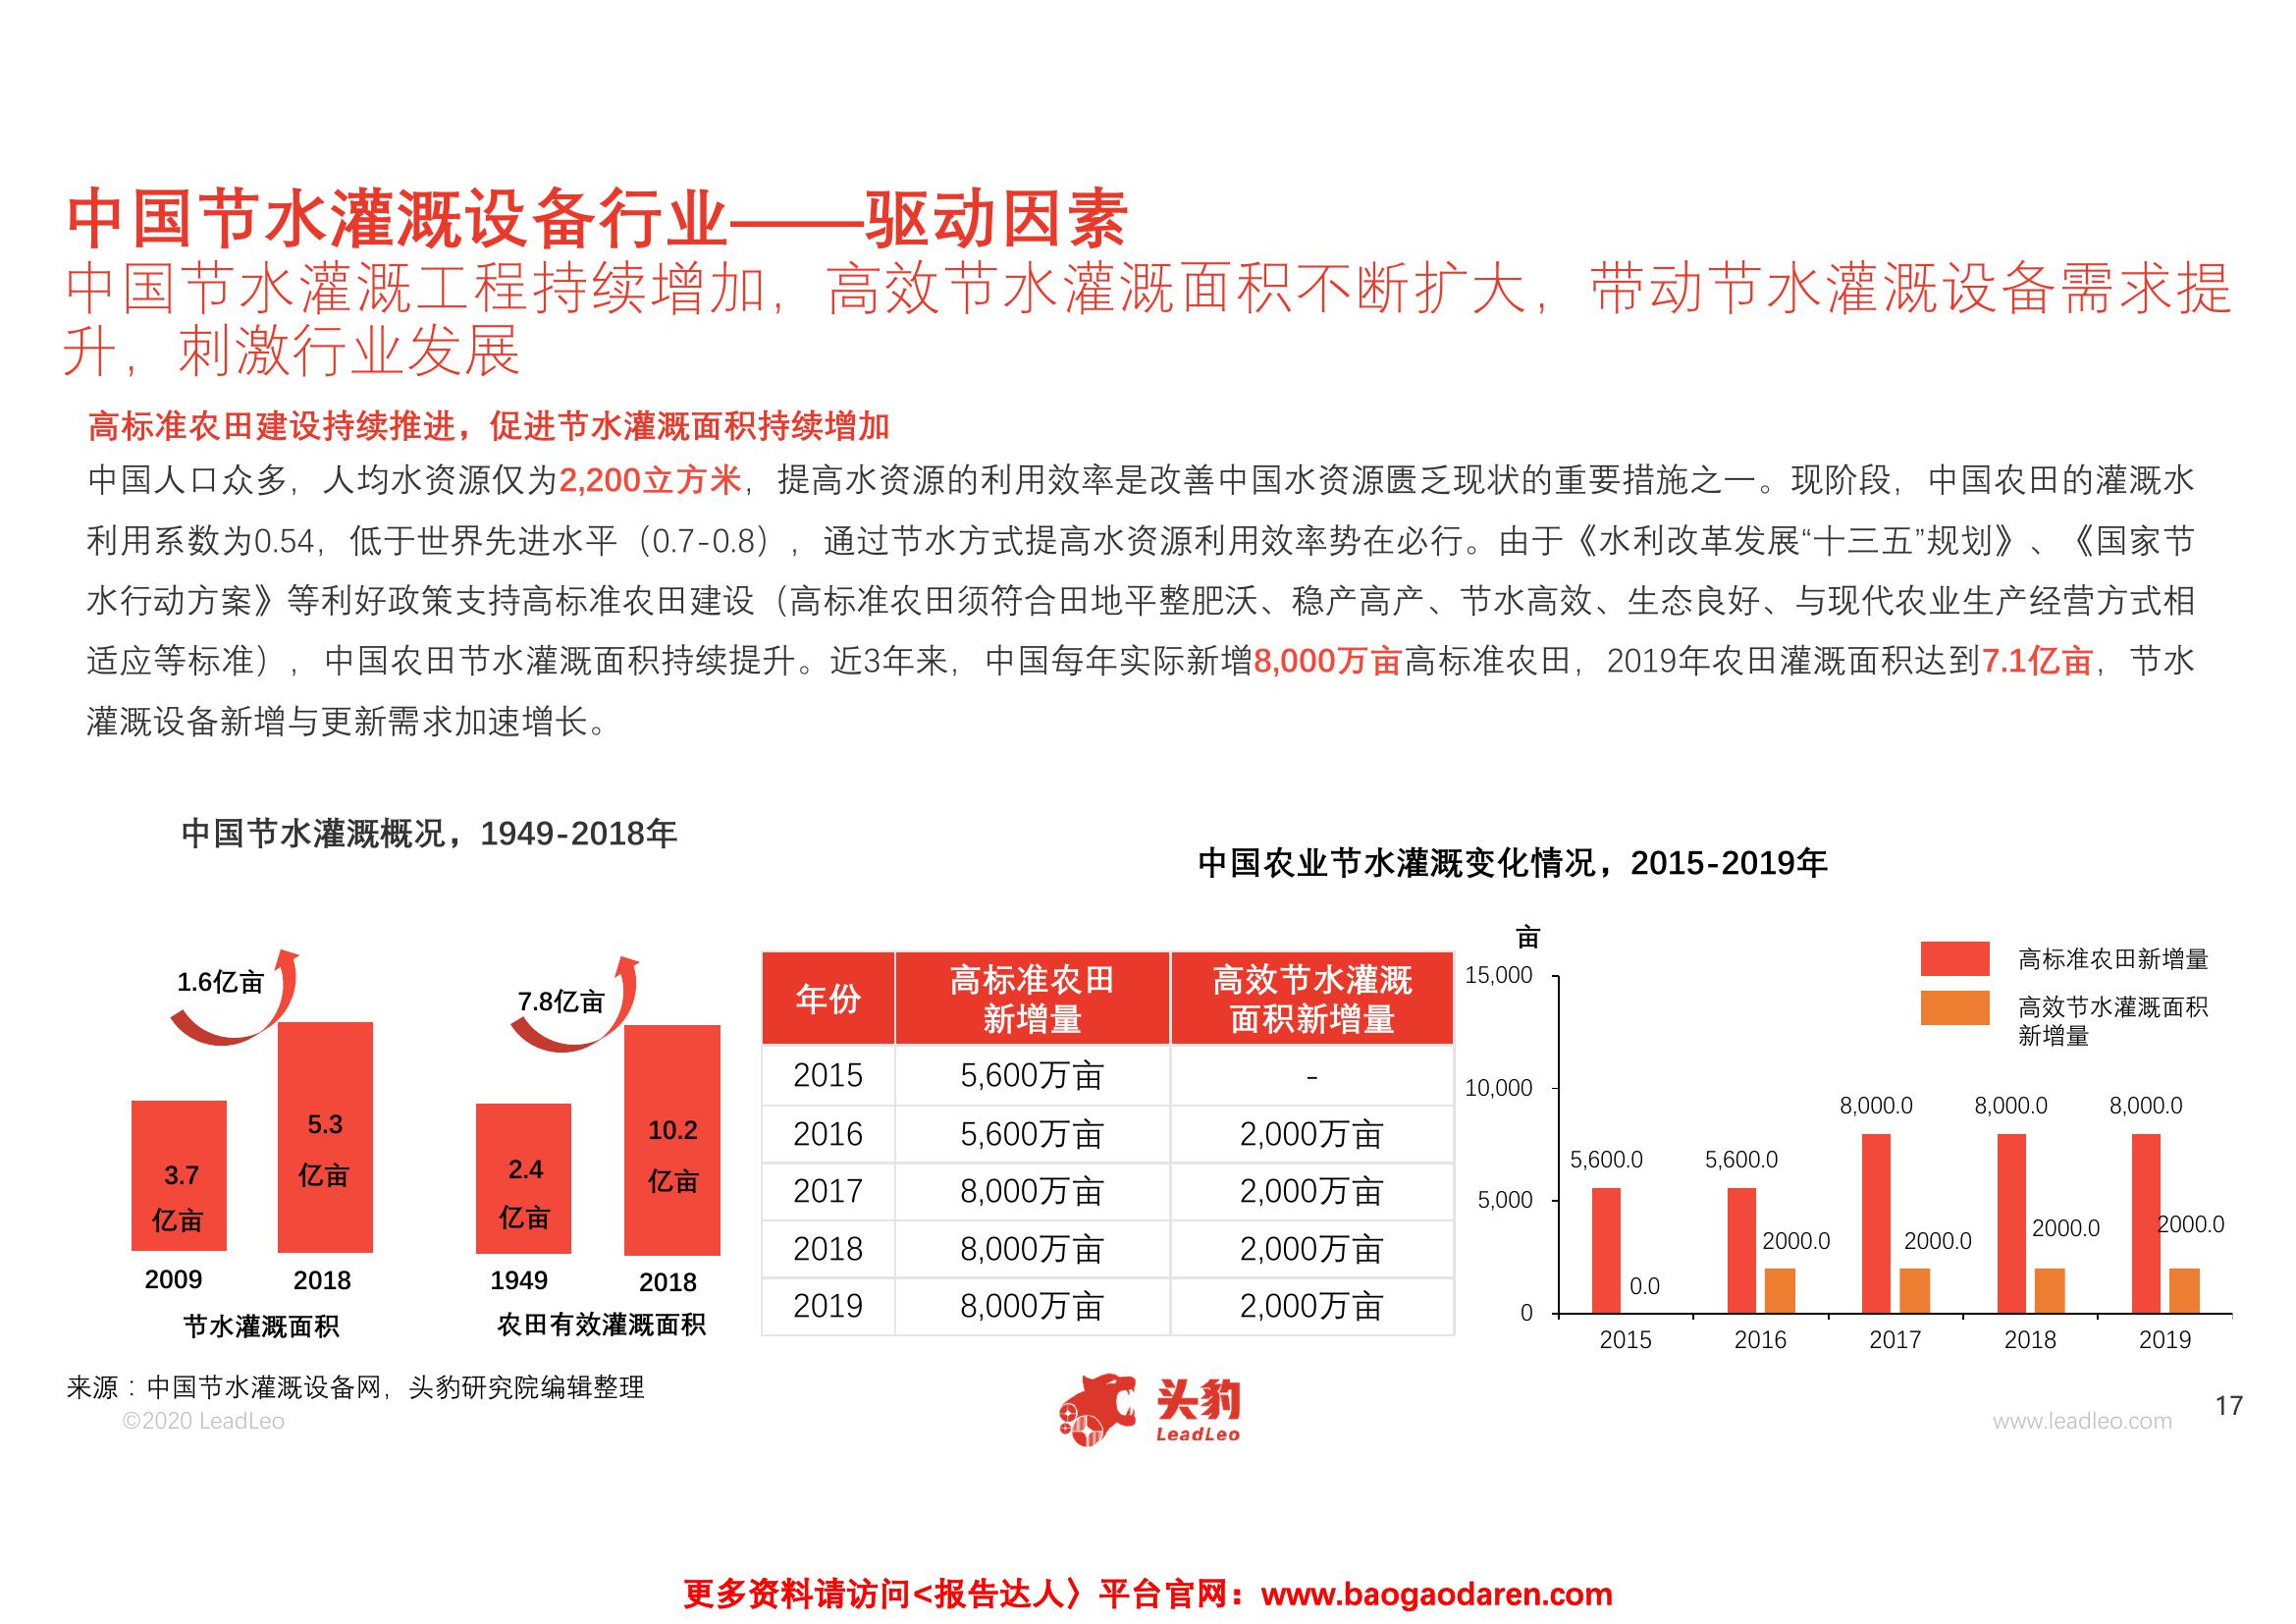 中国节水灌溉设备行业——驱动因素
中国节水灌溉工程持续增加，高效节水灌溉面积不断扩大，带动节水灌溉设备需求提
升，刺激行业发展
高标准农田建设持续推进，促进节水灌溉面积持续增加
中国人口众多，人均水资源仅为2,200立方米，提高水资源的利用效率是改善中国水资源匮乏现状的重要措施之一。现阶段，中国农田的灌溉水
利用系数为0.54，低于世界先进水平（0.7-0.8），通过节水方式提高水资源利用效率势在必行。由于《水利改革发展“十三五”规划》、《国家节
水行动方案》等利好政策支持高标准农田建设（高标准农田须符合田地平整肥沃、稳产高产、节水高效、生态良好、与现代农业生产经营方式相
适应等标准），中国农田节水灌溉面积持续提升。近3年来，中国每年实际新增8,000万亩高标准农田，2019年农田灌溉面积达到7.1亿亩，节水
灌溉设备新增与更新需求加速增长。
中国节水灌溉概况，1949-2018年
1.6亿亩
7.8亿亩
3.7
亿亩
5.3
亿亩
2.4
亿亩
10.2
亿亩
2009
2018
1949
2018
节水灌溉面积
农田有效灌溉面积
中国农业节水灌溉变化情况，2015-2019年
年份 高标准农田 高效节水灌溉
新增量 面积新增量
2015 5,600万亩 -
2016 5,600万亩 2,000万亩
2017 8,000万亩 2,000万亩
2018 8,000万亩 2,000万亩
2019 8,000万亩 2,000万亩
亩
15,000
10,000
5,000
0
高标准农田新增量
高效节水灌溉面积
新增量
5,600.0
0.0
5,600.0
2000.0
8,000.0
2000.0
8,000.0
2000.0
8,000.0
2000.0
2015
2016
2017
2018
2019
来源：中国节水灌溉设备网，头豹研究院编辑整理
©2020 LeadLeo
头豹
LeadLeo
www.leadleo.com
17
更多资料请访问<报告达人〉平台官网：www.baogaodaren.com